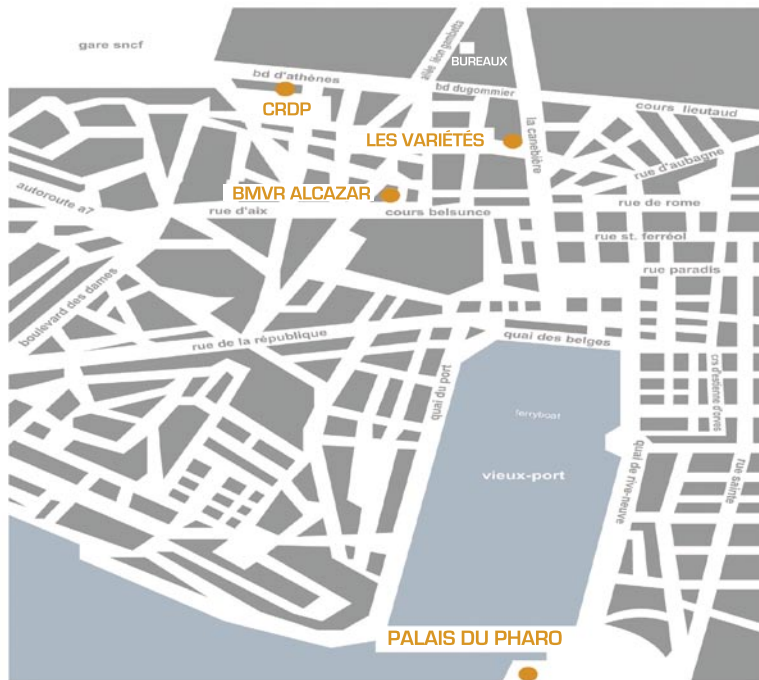 gare sncf
allée léon gambetta
BUREAUX
bd d'athènes
bd dugommier
CRDP
cours lieutaud
LES VARIÉTÉS
la canebière
rue d'aubagne
autoroute a7
BMVR ALCAZAR
rue d'aix
cours belsunce
rue de rome
rue st. ferréol
rue paradis
boulevard des dames
rue de la république
quai des belges
quai du port
crs d'estienne d'orves
ferryboat
vieux-port
quai de rive-neuve
rue sainte
PALAIS DU PHARO